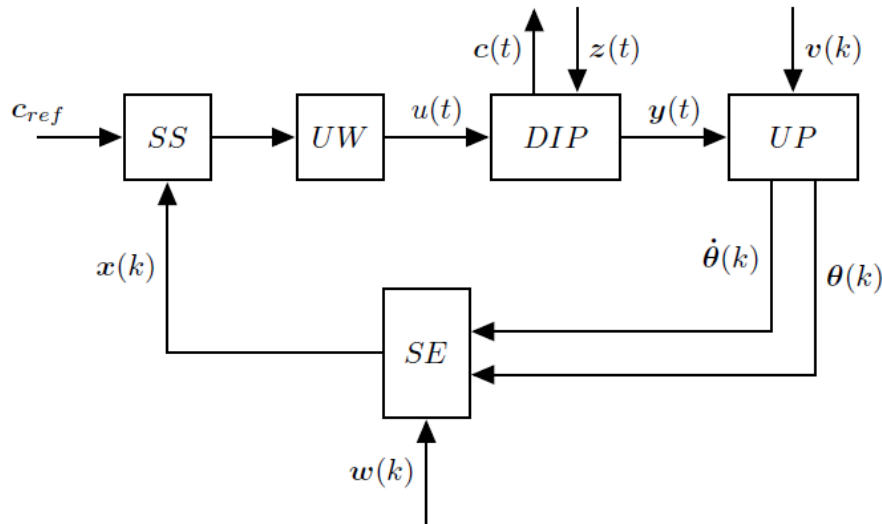 c(t)
z(t)
v(k)
c_ref
SS
UW
u(t)
DIP
y(t)
UP
x(k)
θ̇(k)
θ(k)
SE
w(k)